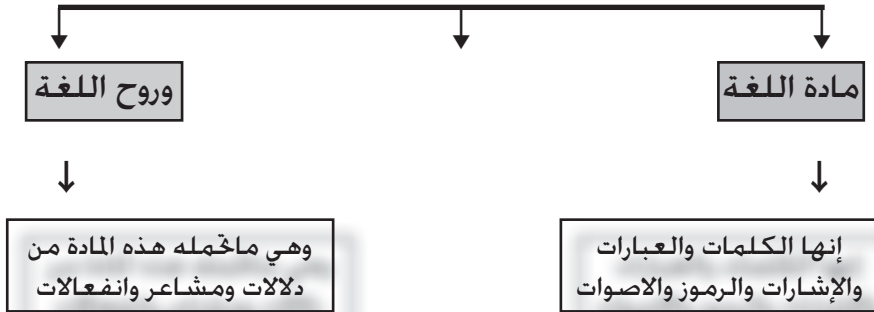 مادة اللغة
وروح اللغة
إنها الكلمات والعبارات
والإشارات والرموز والاصوات
وهي ماتحمله هذه المادة من
دلالات ومشاعر وانفعالات